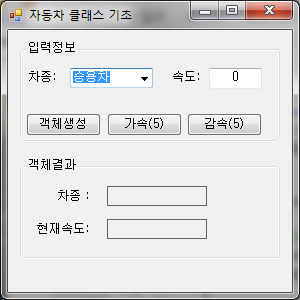 자동차 클래스 기초
입력정보
차종: 승용차 속도: 0
객체생성 가속(5) 감속(5)
객체결과
차종 :
현재속도: